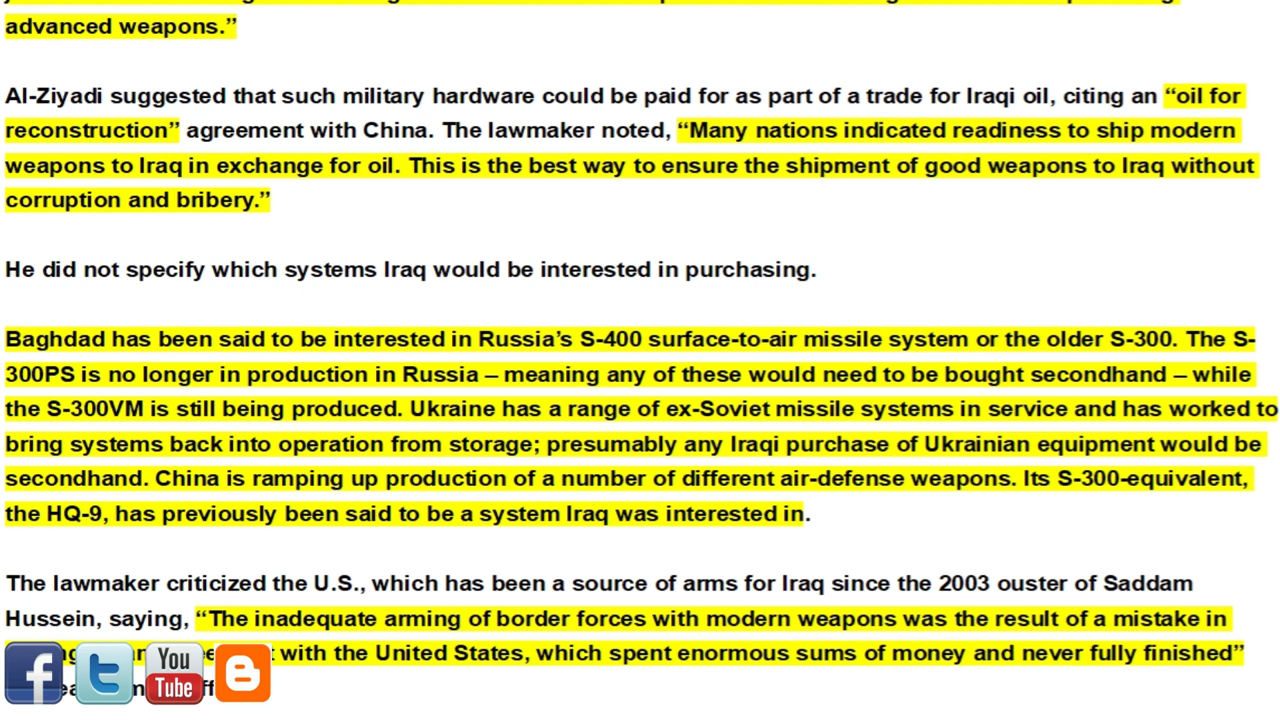 advanced weapons.”
Al-Ziyadi suggested that such military hardware could be paid for as part of a trade for Iraqi oil, citing an “oil for
reconstruction” agreement with China. The lawmaker noted, “Many nations indicated readiness to ship modern
weapons to Iraq in exchange for oil. This is the best way to ensure the shipment of good weapons to Iraq without
corruption and bribery.”
He did not specify which systems Iraq would be interested in purchasing.
Baghdad has been said to be interested in Russia’s S-400 surface-to-air missile system or the older S-300. The S-
300PS is no longer in production in Russia – meaning any of these would need to be bought secondhand – while
the S-300VM is still being produced. Ukraine has a range of ex-Soviet missile systems in service and has worked to
bring systems back into operation from storage; presumably any Iraqi purchase of Ukrainian equipment would be
secondhand. China is ramping up production of a number of different air-defense weapons. Its S-300-equivalent,
the HQ-9, has previously been said to be a system Iraq was interested in.
The lawmaker criticized the U.S., which has been a source of arms for Iraq since the 2003 ouster of Saddam
Hussein, saying, “The inadequate arming of border forces with modern weapons was the result of a mistake in
with the United States, which spent enormous sums of money and never fully finished”
f t You Tube B